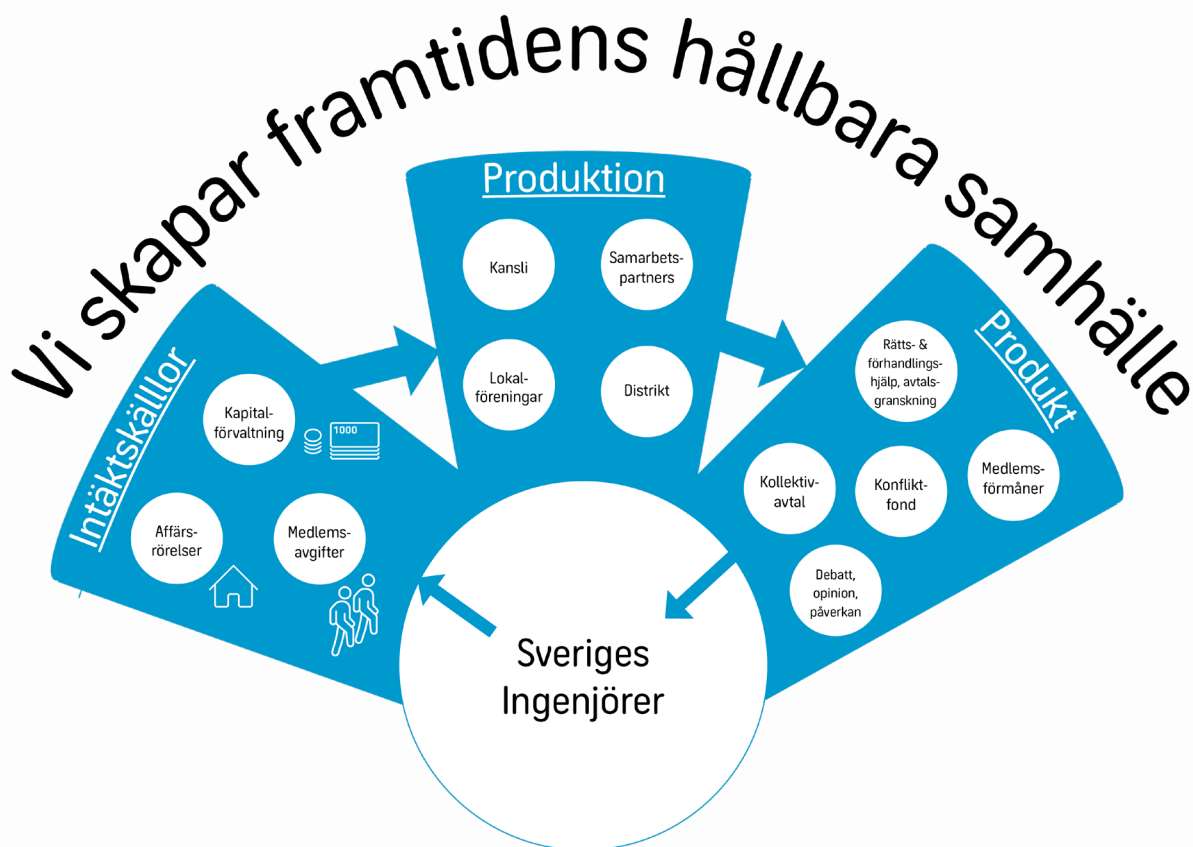 Vi skapar framtidens hållbara samhälle
Intäktskälllor
Kapital-
förvaltning
1000
Affärs-
rörelser
Medlems-
avgifter
Produktion
Kansli
Samarbets-
partners
Lokal-
föreningar
Distrikt
Produkt
Rätts- &
förhandlings-
hjälp, avtals-
granskning
Kollektiv-
avtal
Konflikt-
fond
Medlems-
förmåner
Debatt,
opinion,
påverkan
Sveriges
Ingenjörer